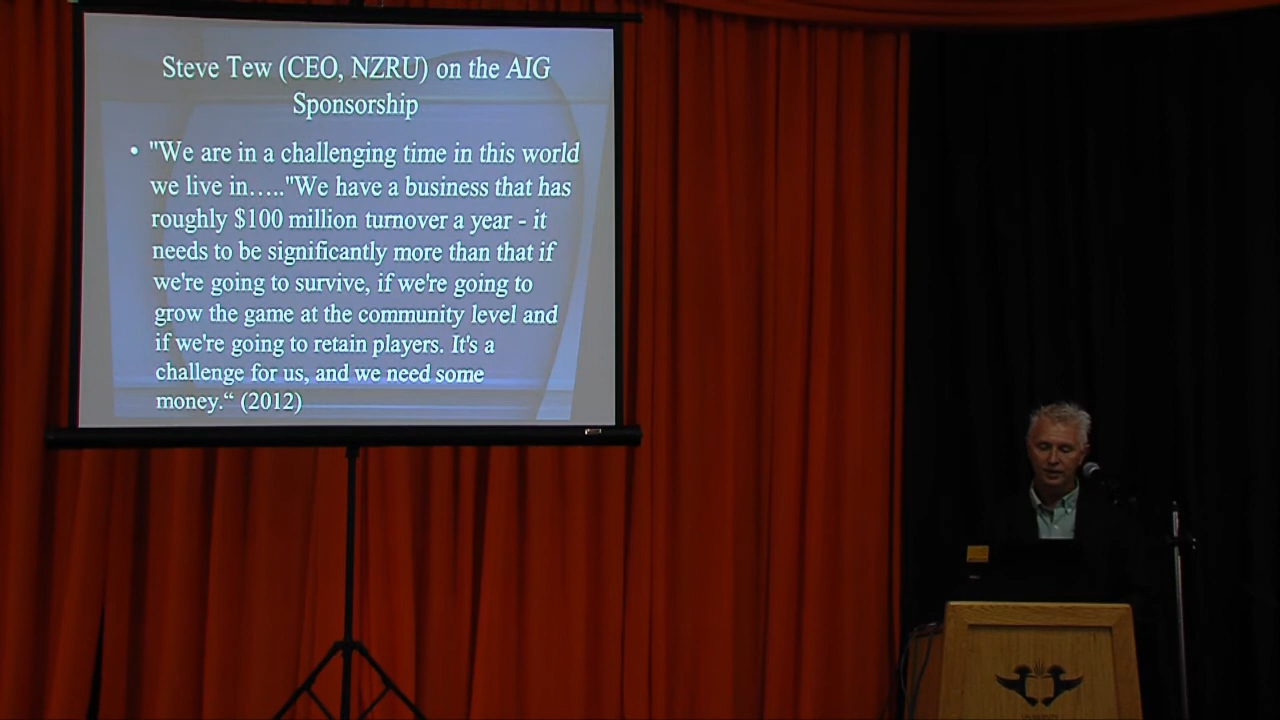 Steve Tew (CEO, NZRU) on the AIG
Sponsorship
• "We are in a challenging time in this world
we live in….."We have a business that has
roughly $100 million turnover a year - it
needs to be significantly more than that if
we're going to survive, if we're going to
grow the game at the community level and
if we're going to retain players. It's a
challenge for us, and we need some
money.“ (2012)